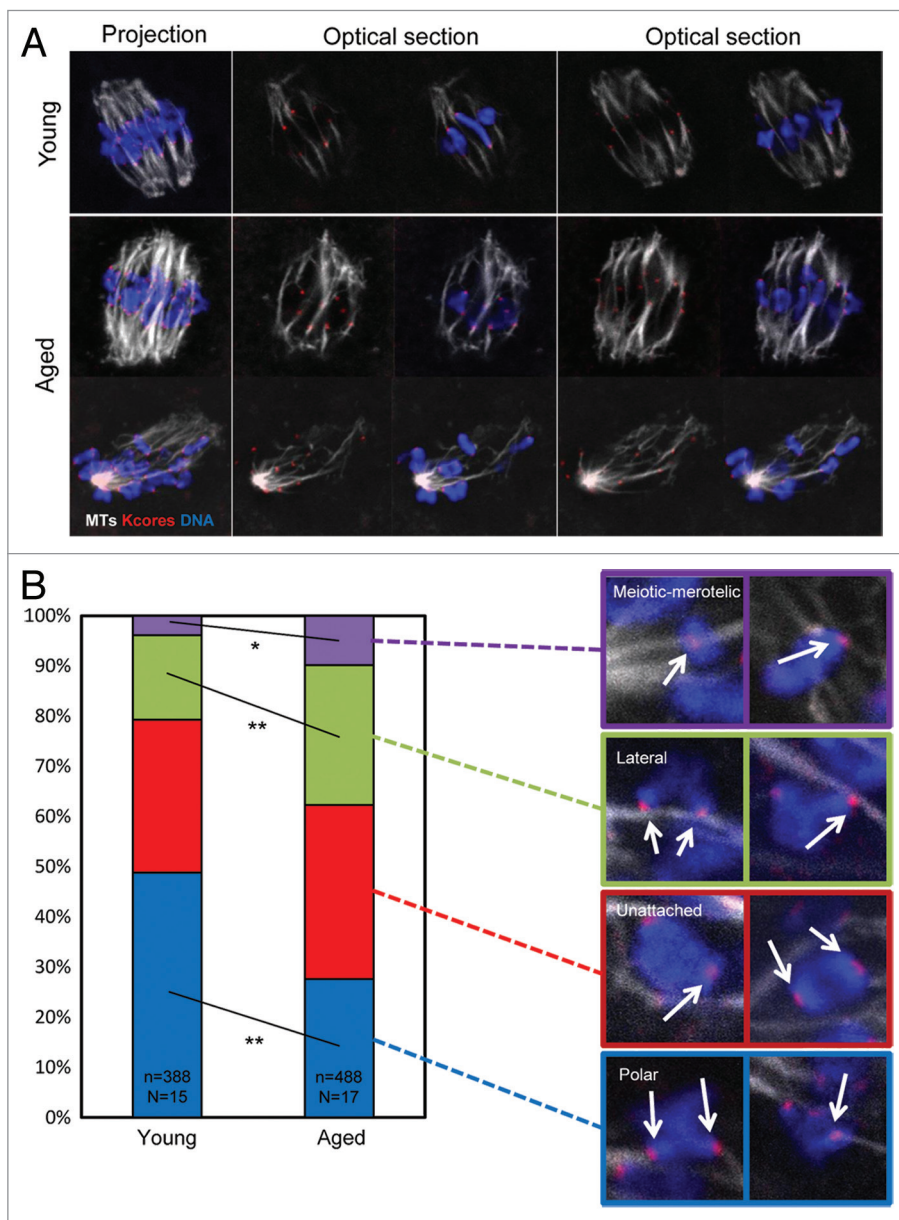 A
Projection
Optical section
Optical section
Young
Aged
MTs Kcores DNA
B
100%
90%
80%
70%
60%
50%
40%
30%
20%
10%
0%
*
**
**
n=388
N=15
n=488
N=17
Young
Aged
Meiotic-merotelic
Lateral
Unattached
Polar